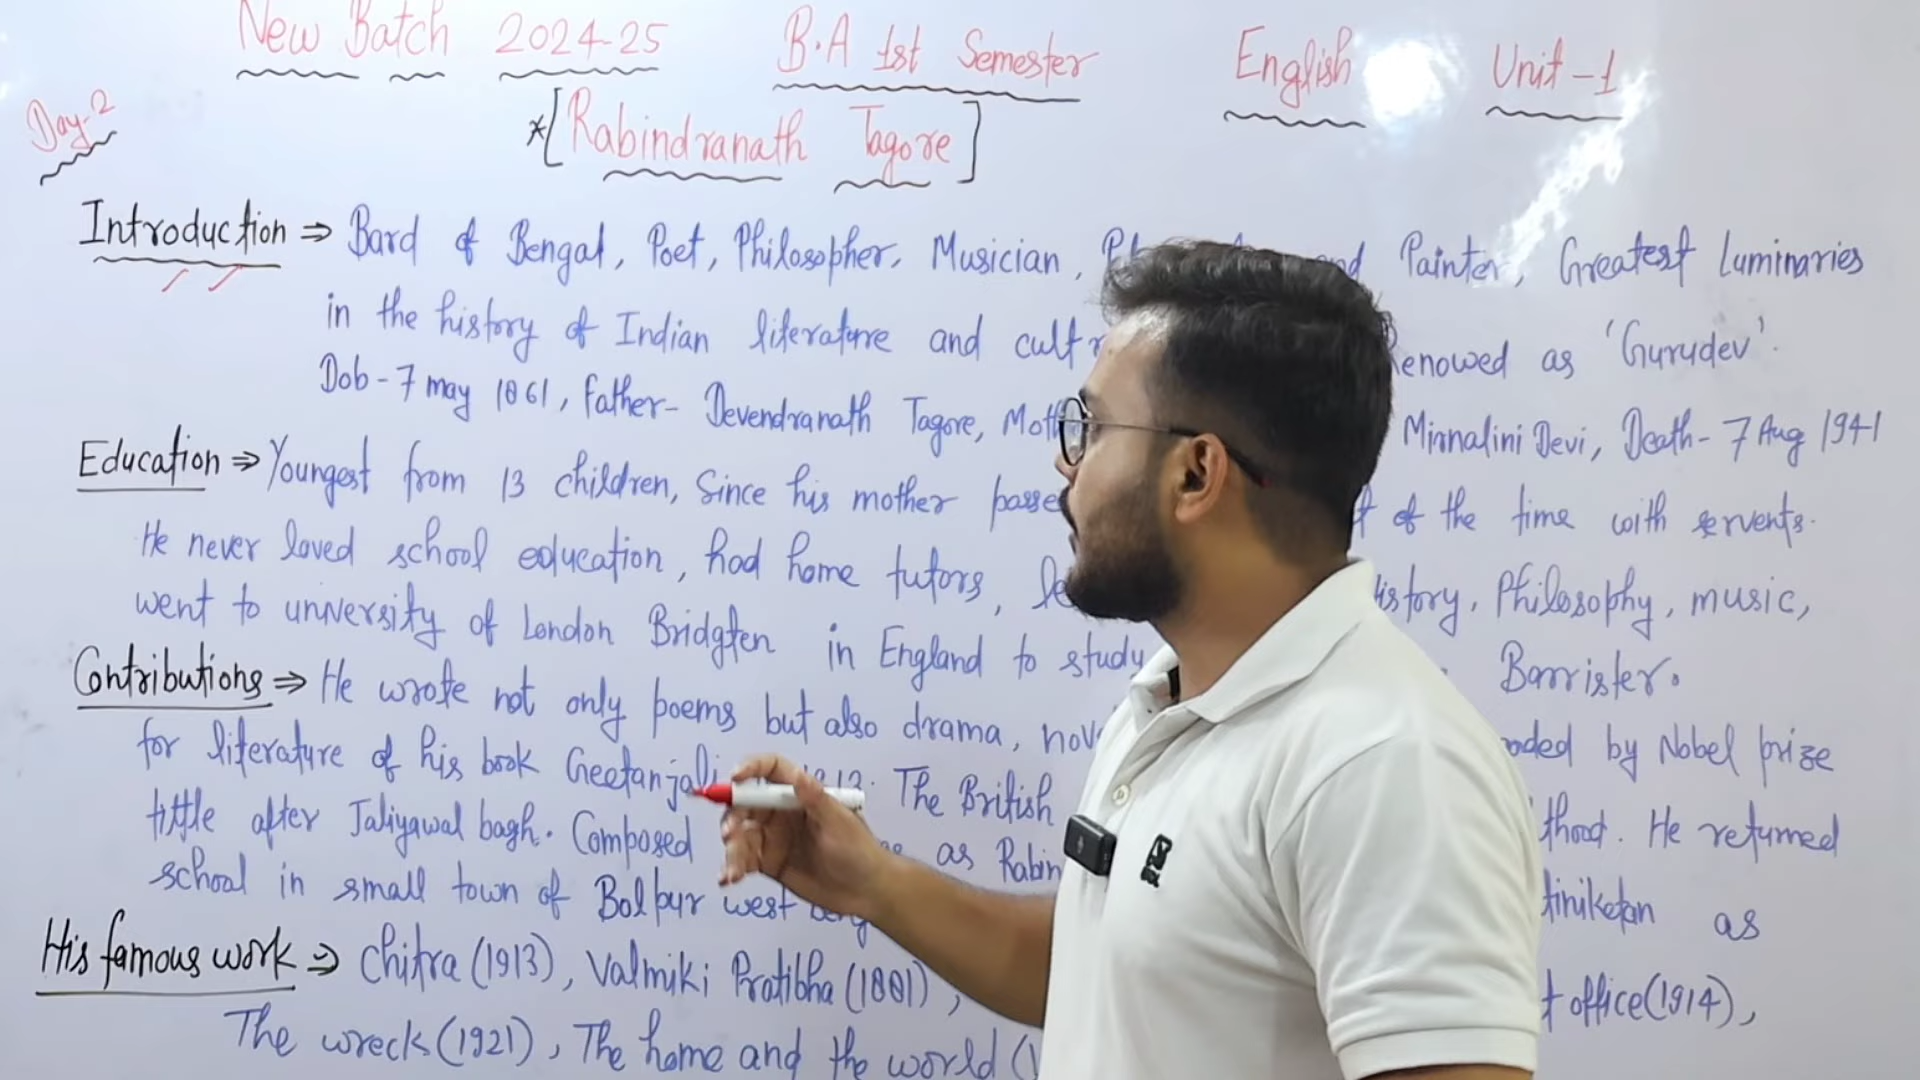 New Batch 2024-25 B.A 1st Semester English Unit-1
Day-2
*[Rabindranath Tagore]
Introduction ⇒ Bard of Bengal, Poet, Philosopher, Musician, Painter, Greatest Luminaries
in the history of Indian literature and cult Renowed as 'Gurudev'.
Dob - 7 may 1861, Father - Devendranath Tagore, Mirnalini Devi, Death - 7 Aug 1941
Education ⇒ Youngest from 13 children, Since his mother passe of the time with servents.
He never loved school education, had home tutors, Philosophy, music,
went to university of London Bridgten in England to study Barrister.
Contributions ⇒ He wrote not only poems but also drama, by Nobel prize
for literature of his book Geetanjali The British He returned
tittle after Jaliyawal bagh. Composed as Rabin as
school in small town of Bolpur west
His famous work ⇒ Chitra (1913), Valmiki Pratibha (1881), office (1914),
The wreck (1921), The home and the world (